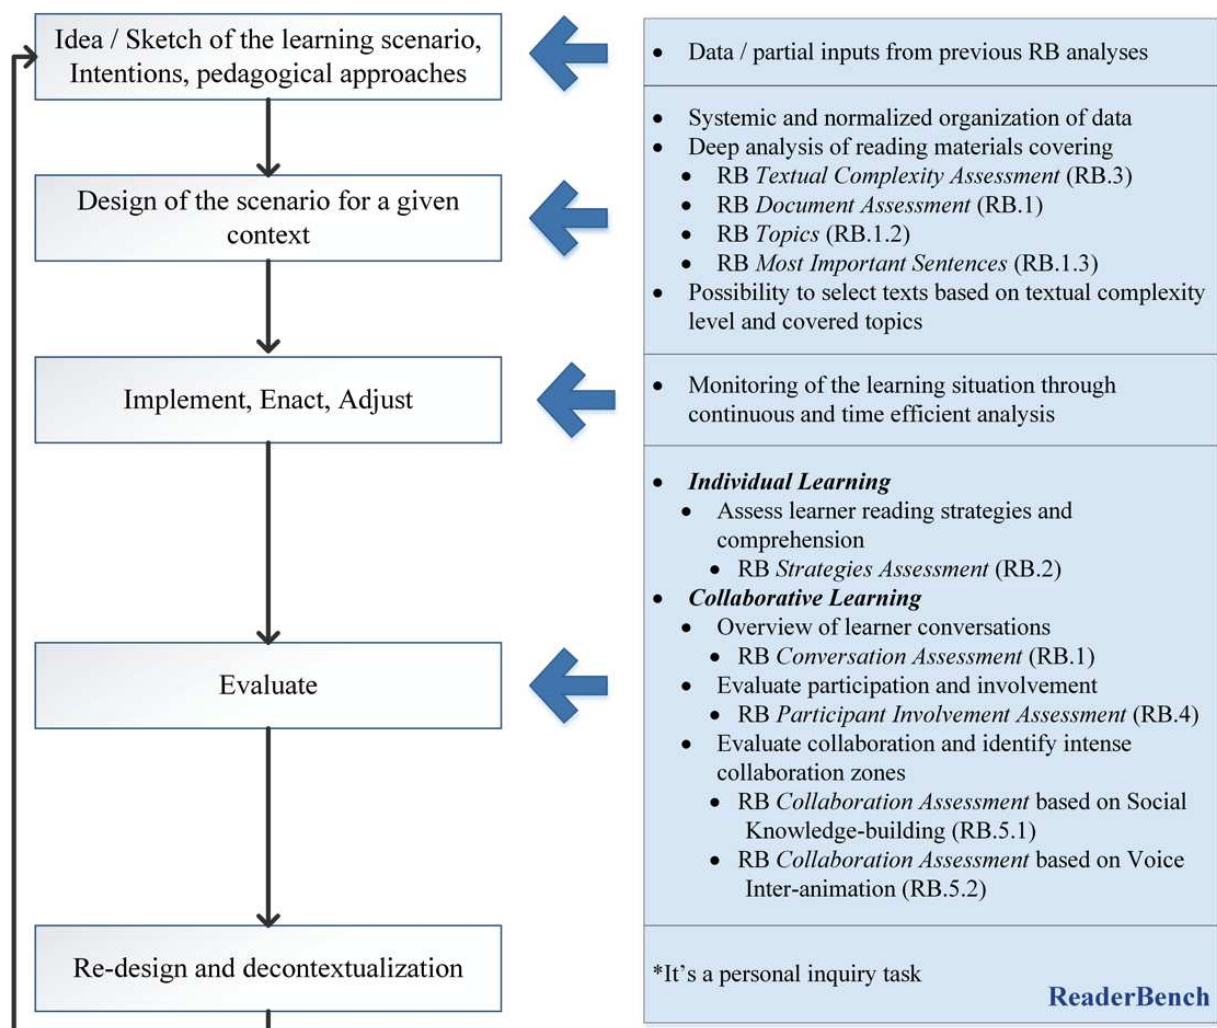 Idea / Sketch of the learning scenario,
Intentions, pedagogical approaches
• Data / partial inputs from previous RB analyses
Design of the scenario for a given
context
• Systemic and normalized organization of data
• Deep analysis of reading materials covering
• RB Textual Complexity Assessment (RB.3)
• RB Document Assessment (RB.1)
• RB Topics (RB.1.2)
• RB Most Important Sentences (RB.1.3)
• Possibility to select texts based on textual complexity
level and covered topics
Implement, Enact, Adjust
• Monitoring of the learning situation through
continuous and time efficient analysis
Evaluate
• Individual Learning
• Assess learner reading strategies and
comprehension
• RB Strategies Assessment (RB.2)
• Collaborative Learning
• Overview of learner conversations
• RB Conversation Assessment (RB.1)
• Evaluate participation and involvement
• RB Participant Involvement Assessment (RB.4)
• Evaluate collaboration and identify intense
collaboration zones
• RB Collaboration Assessment based on Social
Knowledge-building (RB.5.1)
• RB Collaboration Assessment based on Voice
Inter-animation (RB.5.2)
Re-design and decontextualization
*It's a personal inquiry task
ReaderBench